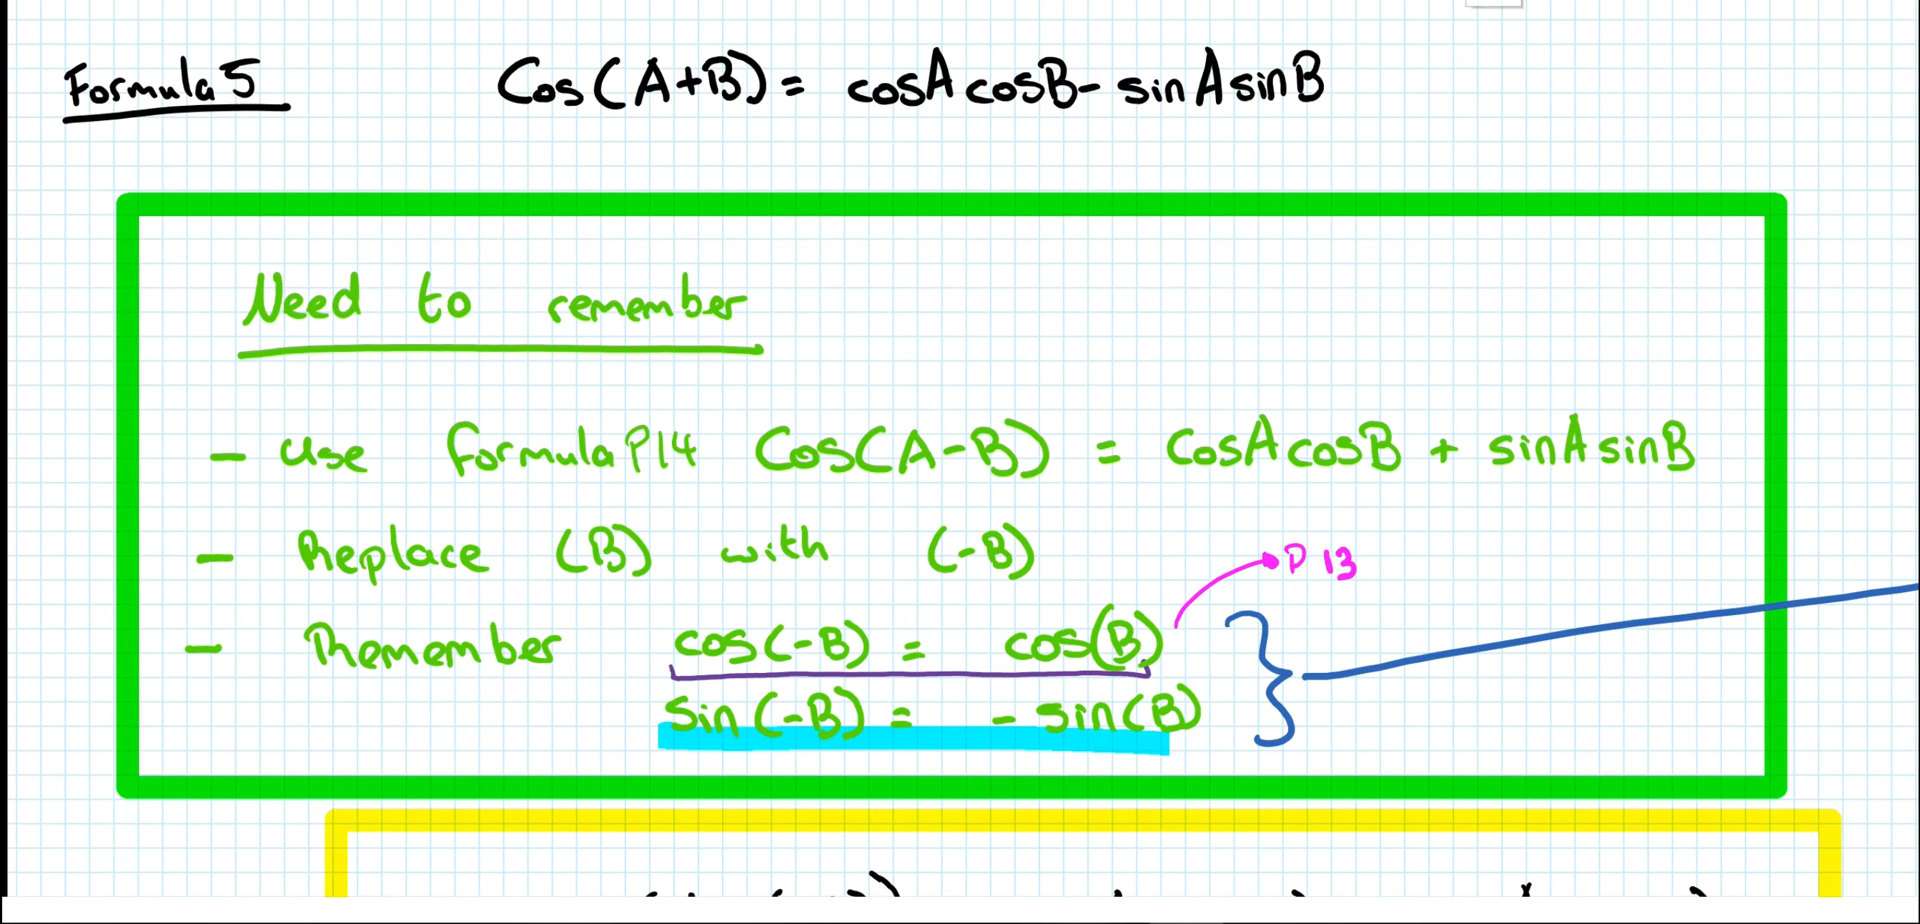 Formula 5 Cos(A+B) = cosA cosB - sinA sinB
Need to remember
- Use formula P14 Cos(A-B) = CosA cosB + sinA sinB
- Replace (B) with (-B)
P 13
- Remember cos(-B) = cos(B)
sin(-B) = - sin(B)